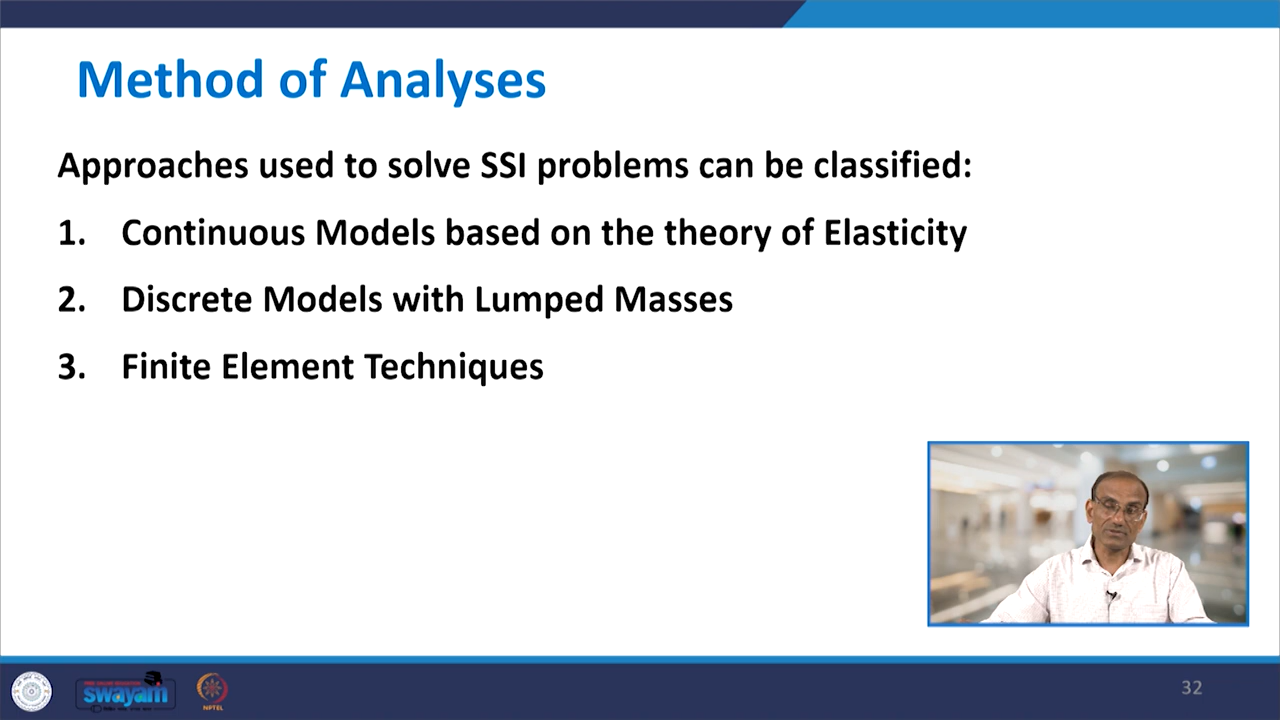 Method of Analyses
Approaches used to solve SSI problems can be classified:
1. Continuous Models based on the theory of Elasticity
2. Discrete Models with Lumped Masses
3. Finite Element Techniques
swayam
NPTEL
32